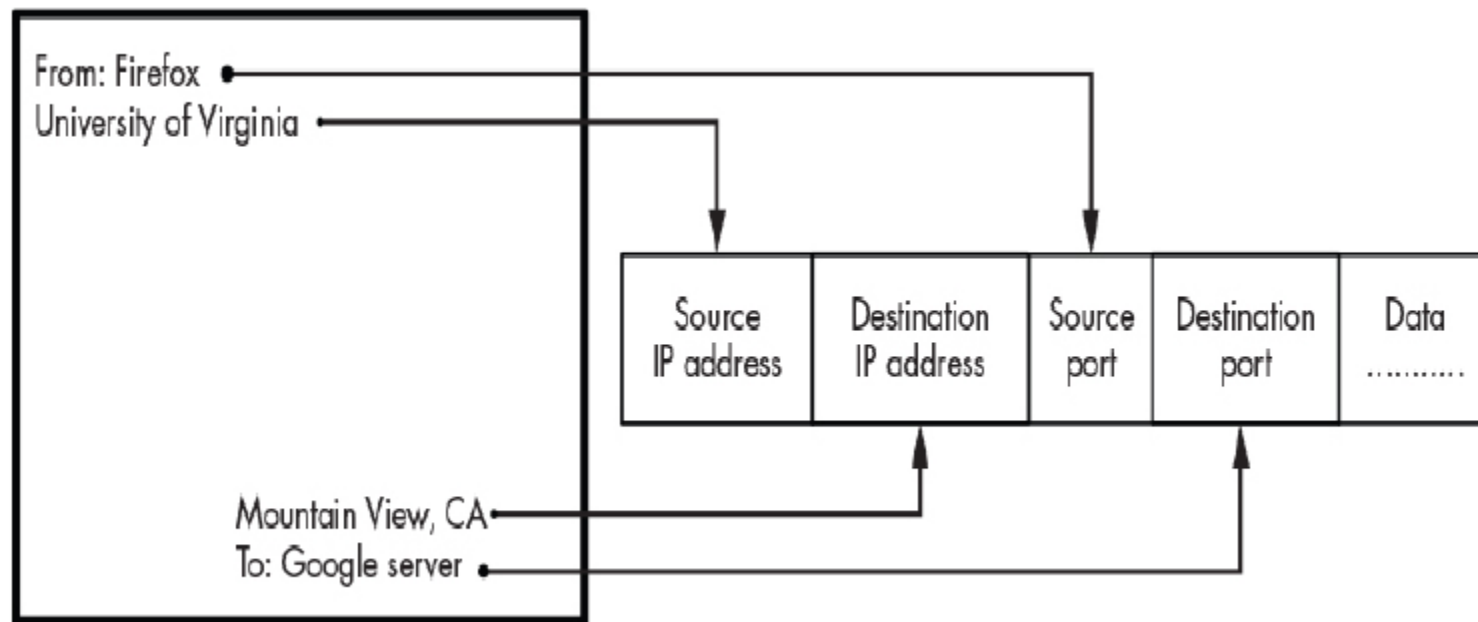 From: Firefox
University of Virginia
Source
IP address
Destination
IP address
Source
port
Destination
port
Data
...........
Mountain View, CA
To: Google server